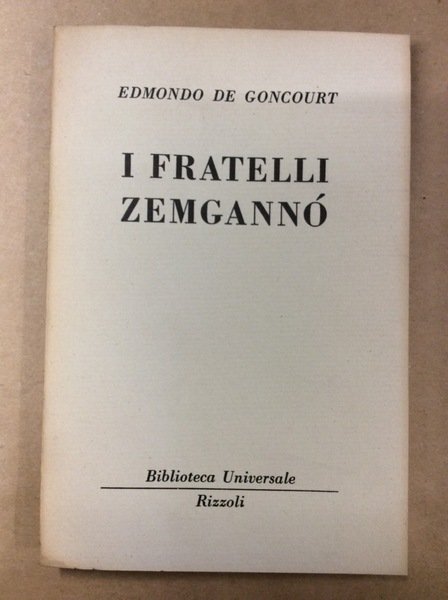 EDMONDO DE GONCOURT
I FRATELLI
ZEMGANNÓ
Biblioteca Universale
Rizzoli